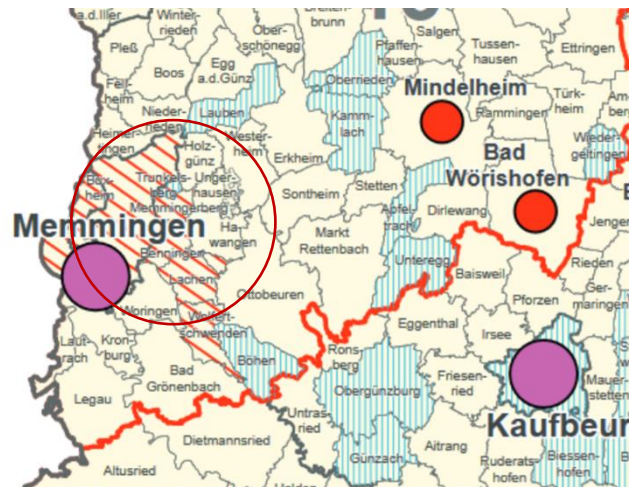 a.d.Iller
Winter-
rieden
Ober-
schönegg
brunn
Salgen
Pleß
Egg
a.d.Günz
Pfaffen-
hausen
Tussen-
hausen
Ettringen
Boos
Fell-
heim
Oberrieden
Mindelheim
Türk-
heim
Nieder-
rieden
Lauben
Kamm-
lach
Rammingen
Heimer-
tingen
Wester-
heim
Holz-
günz
Erkheim
Bad
Wörishofen
Wieder-
geltingen
Trunkels-
berg
Unger-
hausen
Stetten
Sontheim
Memmingerberg
Apfel-
trach
Dirlewang
Memmingen
Ha-
wangen
Markt
Rettenbach
Jengen
Benningen
Unteregg
Baisweil
Rieden
Lachen
Ottobeuren
Ger-
maringen
Woringen
Wolfert-
schwenden
Pforzen
Eggenthal
Irsee
Laut-
rach
Kron-
burg
Böhen
Rons-
berg
Bad
Grönenbach
Friesen-
ried
Mauer-
stetten
Legau
Obergünzburg
Untras-
ried
Kaufbeur
Dietmannsried
Aitrang
Günzach
Ruderats-
hofen
Biessen-
hofen
Altusried